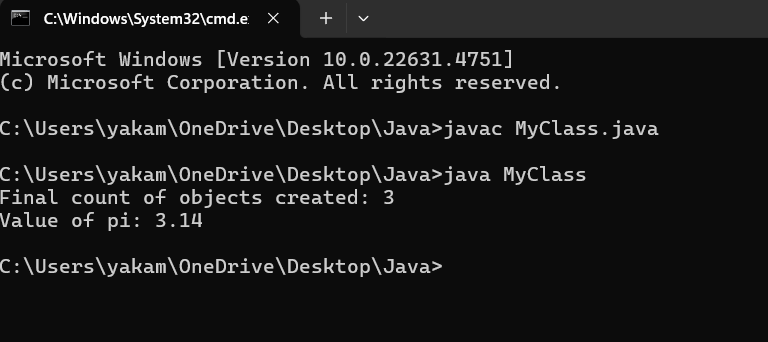 C:\Windows\System32\cmd.e
Microsoft Windows [Version 10.0.22631.4751]
(c) Microsoft Corporation. All rights reserved.
C:\Users\yakam\OneDrive\Desktop\Java>javac MyClass.java
C:\Users\yakam\OneDrive\Desktop\Java>java MyClass
Final count of objects created: 3
Value of pi: 3.14
C:\Users\yakam\OneDrive\Desktop\Java>